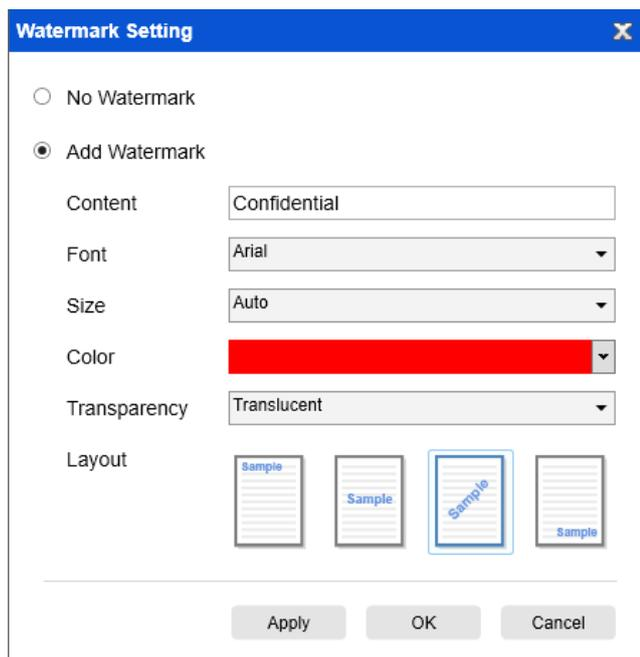 Watermark Setting
No Watermark
Add Watermark
Content Confidential
Font Arial
Size Auto
Color
Transparency Translucent
Layout
Sample Sample Sample Sample
Apply OK Cancel